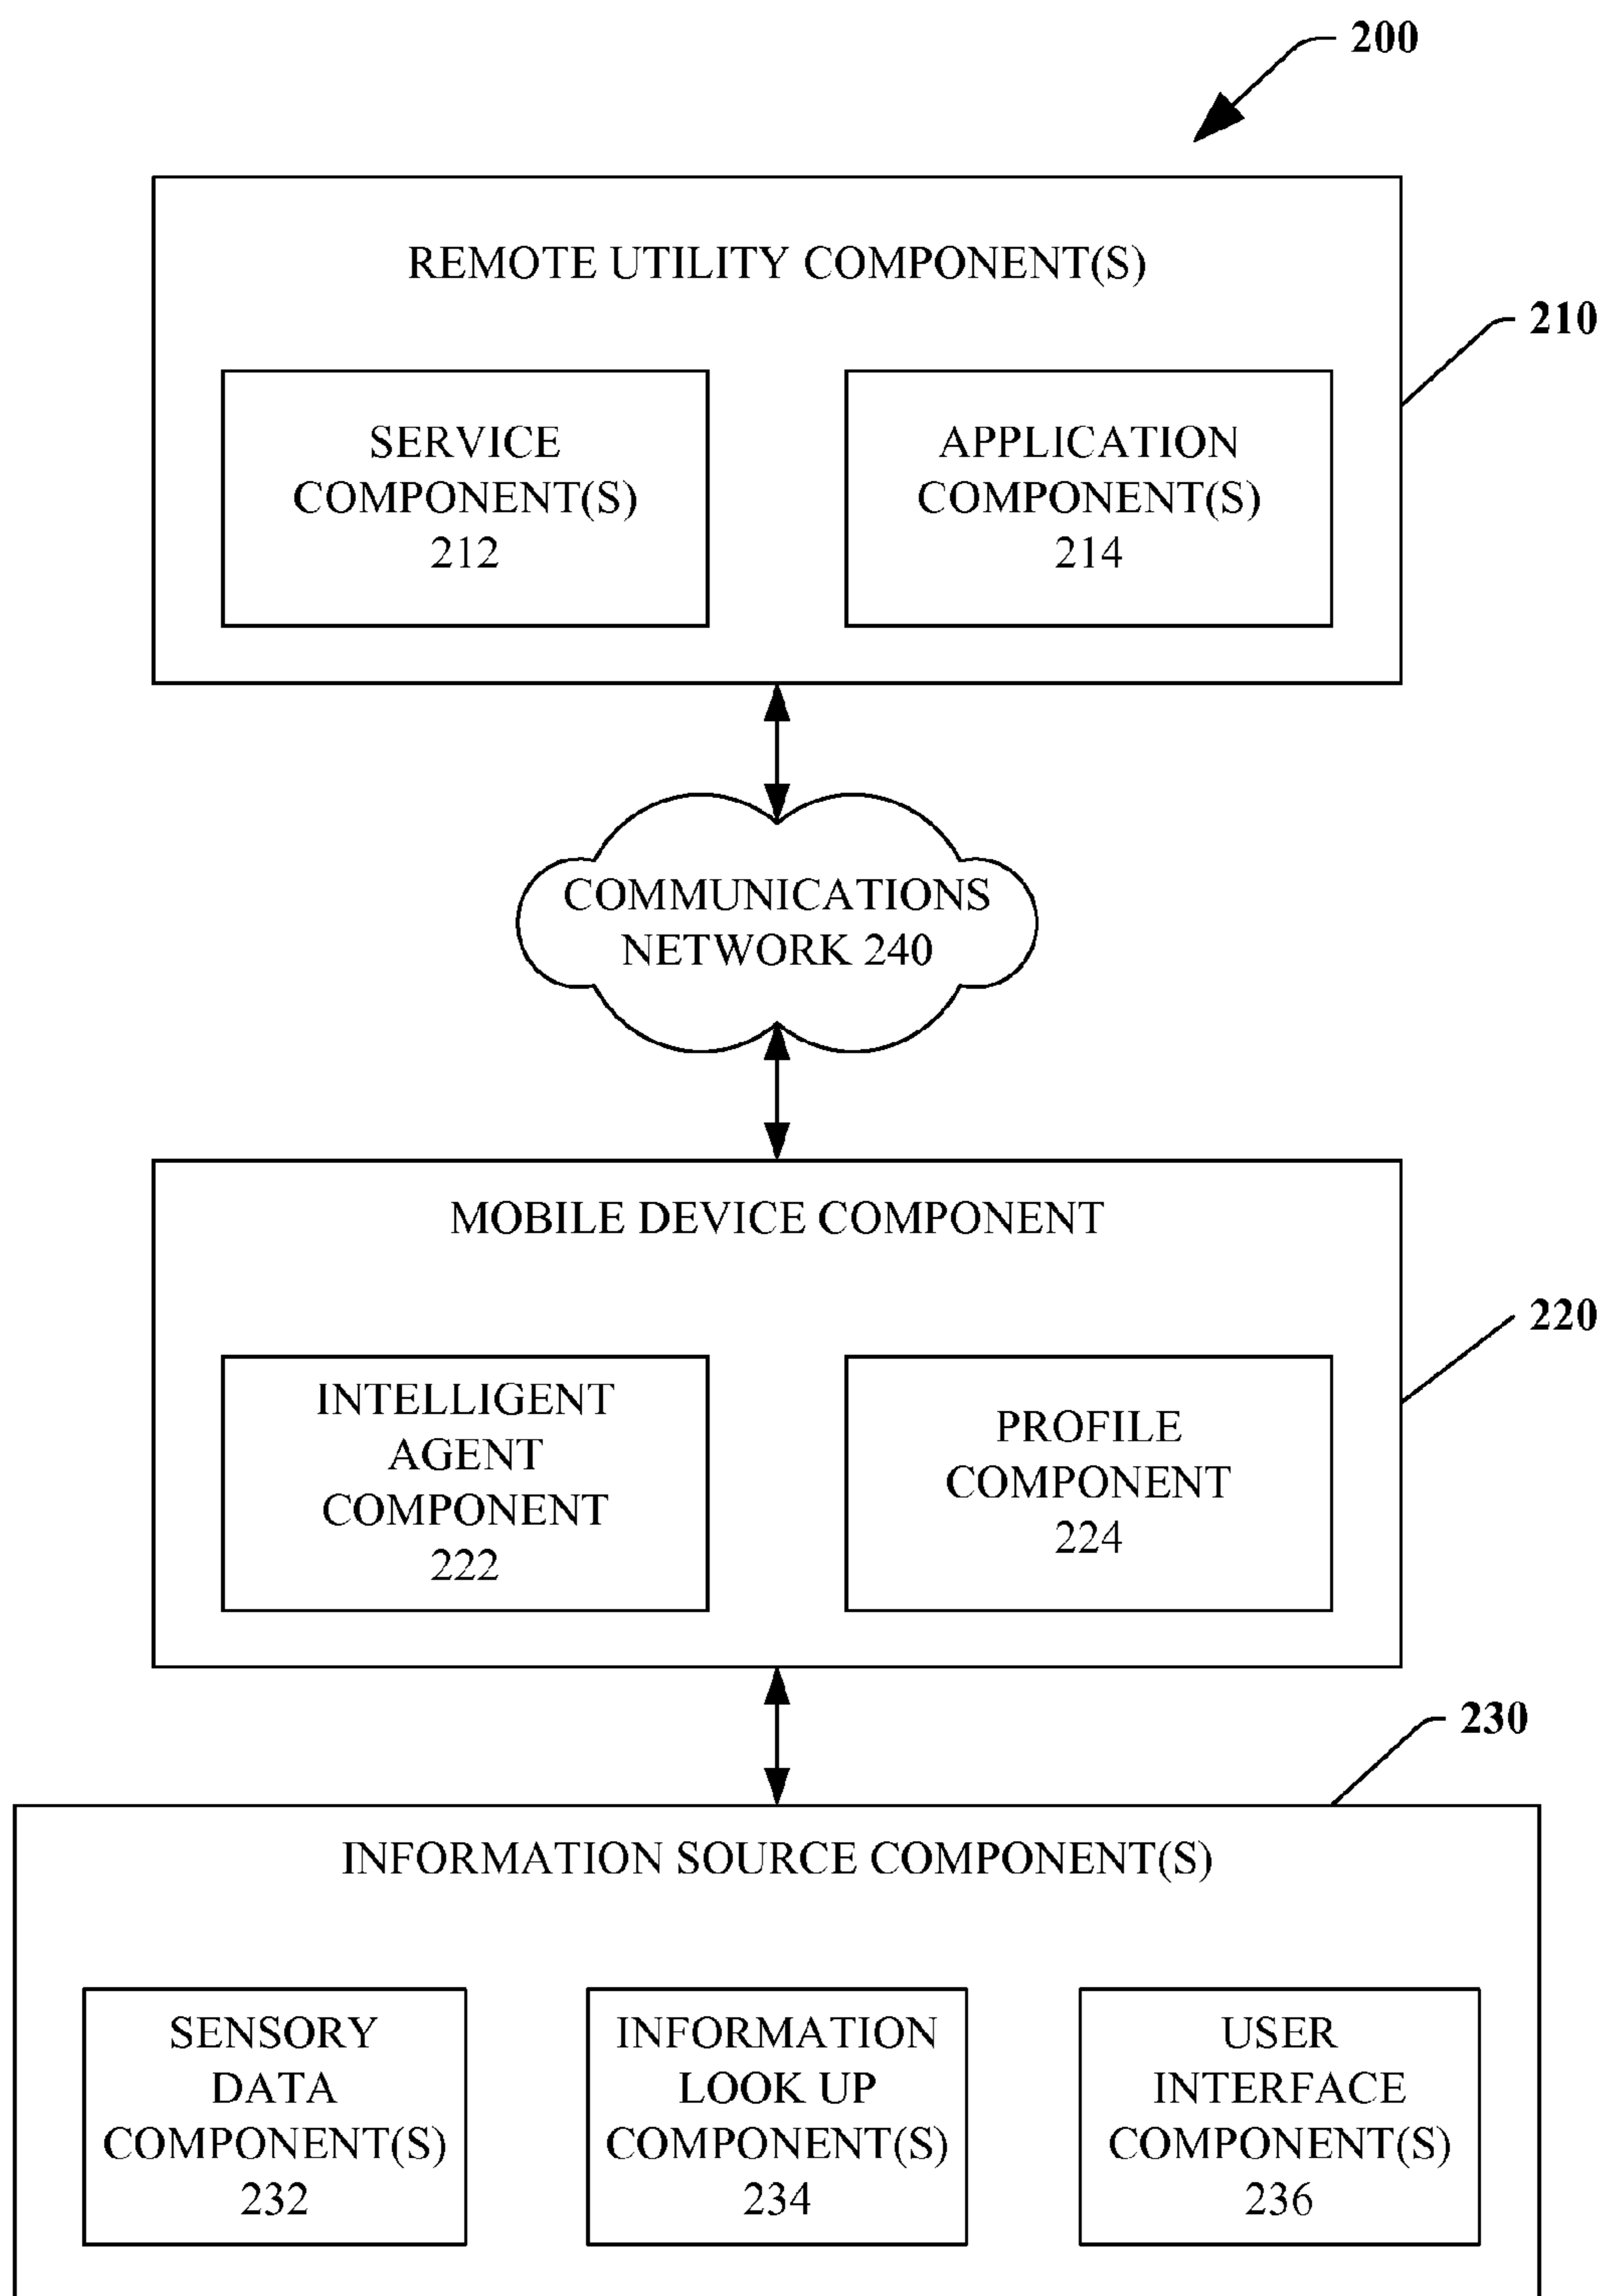 200
REMOTE UTILITY COMPONENT(S)
210
SERVICE
COMPONENT(S)
212
APPLICATION
COMPONENT(S)
214
COMMUNICATIONS
NETWORK 240
MOBILE DEVICE COMPONENT
220
INTELLIGENT
AGENT
COMPONENT
222
PROFILE
COMPONENT
224
230
INFORMATION SOURCE COMPONENT(S)
SENSORY
DATA
COMPONENT(S)
232
INFORMATION
LOOK UP
COMPONENT(S)
234
USER
INTERFACE
COMPONENT(S)
236